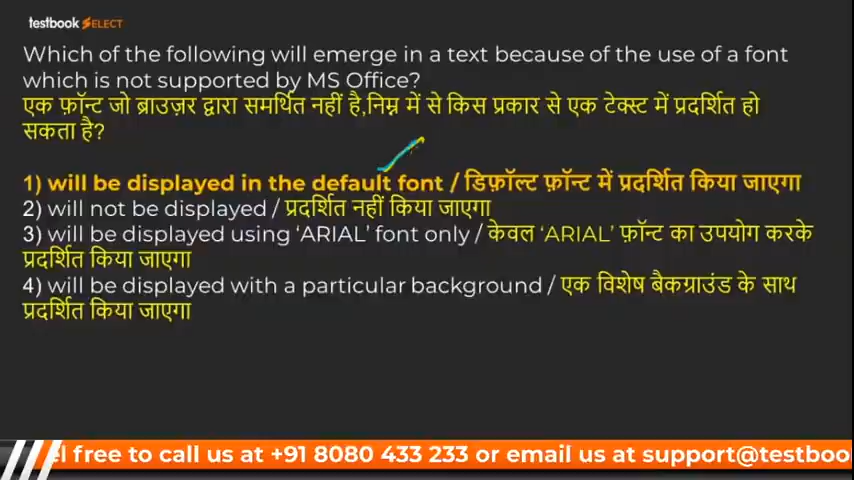 testbook SELECT
Which of the following will emerge in a text because of the use of a font
which is not supported by MS Office?
एक फ़ॉन्ट जो ब्राउज़र द्वारा समर्थित नहीं है,निम्न में से किस प्रकार से एक टेक्स्ट में प्रदर्शित हो
सकता है?
1) will be displayed in the default font / डिफ़ॉल्ट फ़ॉन्ट में प्रदर्शित किया जाएगा
2) will not be displayed / प्रदर्शित नहीं किया जाएगा
3) will be displayed using ‘ARIAL’ font only / केवल ‘ARIAL’ फ़ॉन्ट का उपयोग करके
प्रदर्शित किया जाएगा
4) will be displayed with a particular background / एक विशेष बैकग्राउंड के साथ
प्रदर्शित किया जाएगा
free to call us at +91 8080 433 233 or email us at support@testboo